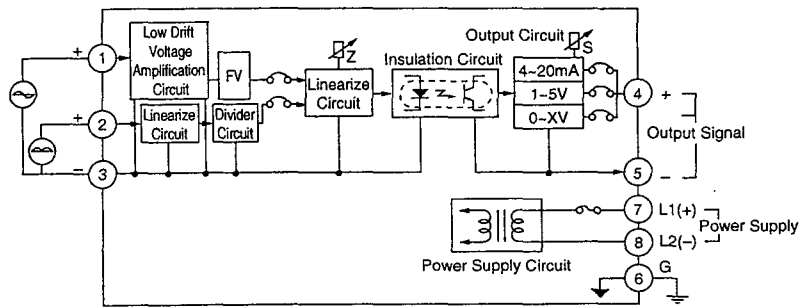 Low Drift
Voltage
Amplification
Circuit
FV
Linearize
Circuit
Divider
Circuit
Z
Linearize
Circuit
Insulation Circuit
Output Circuit
S
4~20mA
1~5V
0~XV
+
1
+
2
−
3
4
+
Output Signal
5
−
7
L1(+)
Power Supply
8
L2(−)
6
G
Power Supply Circuit